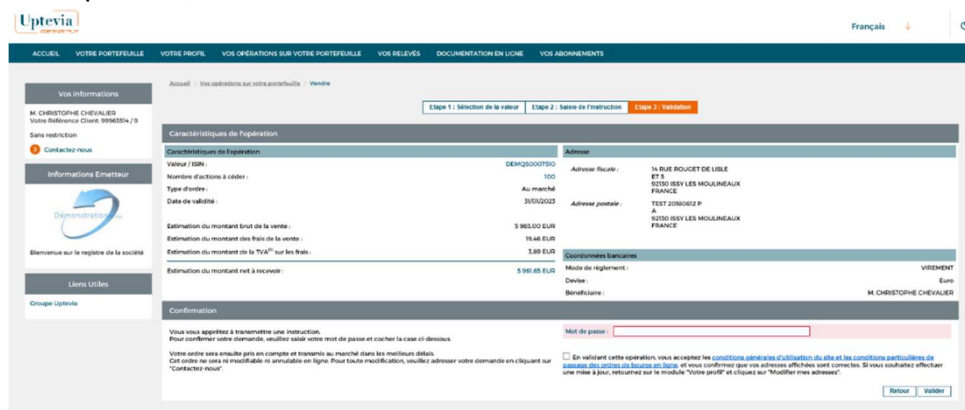 Uptevia
Français
ACCUEIL VOTRE PORTEFEUILLE VOTRE PROFIL VOS OPÉRATIONS SUR VOTRE PORTEFEUILLE VOS RELEVÉS DOCUMENTATION EN LIGNE VOS ABONNEMENTS
Accueil / Vos opérations sur votre portefeuille / Vendre
Etape 1 : Sélection de la valeur Etape 2 : Saisie de l'instruction Etape 3 : Validation
Vos informations
M. CHRISTOPHE CHEVALIER
Votre Référence Client: 99963514 / 9
Sans restriction
Contactez-nous
Informations Emetteur
Démonstration
Bienvenue sur le registre de la société
Liens Utiles
Groupe Uptevia
Caractéristiques de l'opération
Caractéristiques de l'opération
Valeur / ISIN : DEMQS0007510
Nombre d'actions à céder : 100
Type d'ordre : Au marché
Date de validité : 31/01/2023
Estimation du montant brut de la vente : 5 985.00 EUR
Estimation du montant des frais de la vente : 19.46 EUR
Estimation du montant de la TVA(1) sur les frais : 3.89 EUR
Estimation du montant net à recevoir : 5 961.65 EUR
Adresse
Adresse fiscale : 14 RUE ROUGET DE LISLE
ET 5
92130 ISSY LES MOULINEAUX
FRANCE
Adresse postale : TEST 20180612 P
A
92130 ISSY LES MOULINEAUX
FRANCE
Coordonnées bancaires
Mode de règlement : VIREMENT
Devise : Euro
Bénéficiaire : M. CHRISTOPHE CHEVALIER
Confirmation
Vous vous apprêtez à transmettre une instruction.
Pour confirmer votre demande, veuillez saisir votre mot de passe et cocher la case ci dessous.
Votre ordre sera ensuite pris en compte et transmis au marché dans les meilleurs délais.
Cet ordre ne sera ni modifiable ni annulable en ligne. Pour toute modification, veuillez adresser votre demande en cliquant sur
"Contactez-nous".
Mot de passe :
En validant cette opération, vous acceptez les conditions générales d'utilisation du site et les conditions particulières de
passage des ordres de bourse en ligne, et vous confirmez que vos adresses affichées sont correctes. Si vous souhaitez effectuer
une mise à jour, retournez sur le module "Votre profil" et cliquez sur "Modifier mes adresses".
Retour Valider